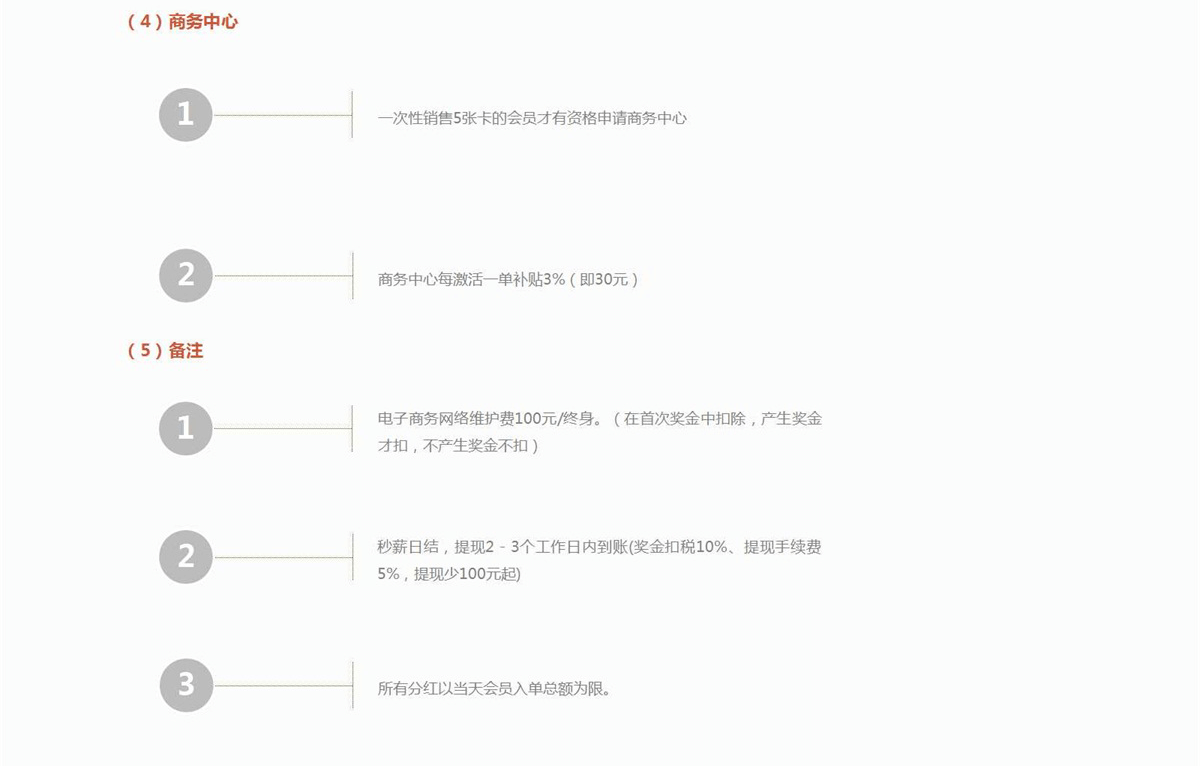 （4）商务中心
1
一次性销售5张卡的会员才有资格申请商务中心
2
商务中心每激活一单补贴3%（即30元）
（5）备注
1
电子商务网络维护费100元/终身。（在首次奖金中扣除，产生奖金
才扣，不产生奖金不扣）
2
秒薪日结，提现2－3个工作日内到账(奖金扣税10%、提现手续费
5%，提现少100元起)
3
所有分红以当天会员入单总额为限。